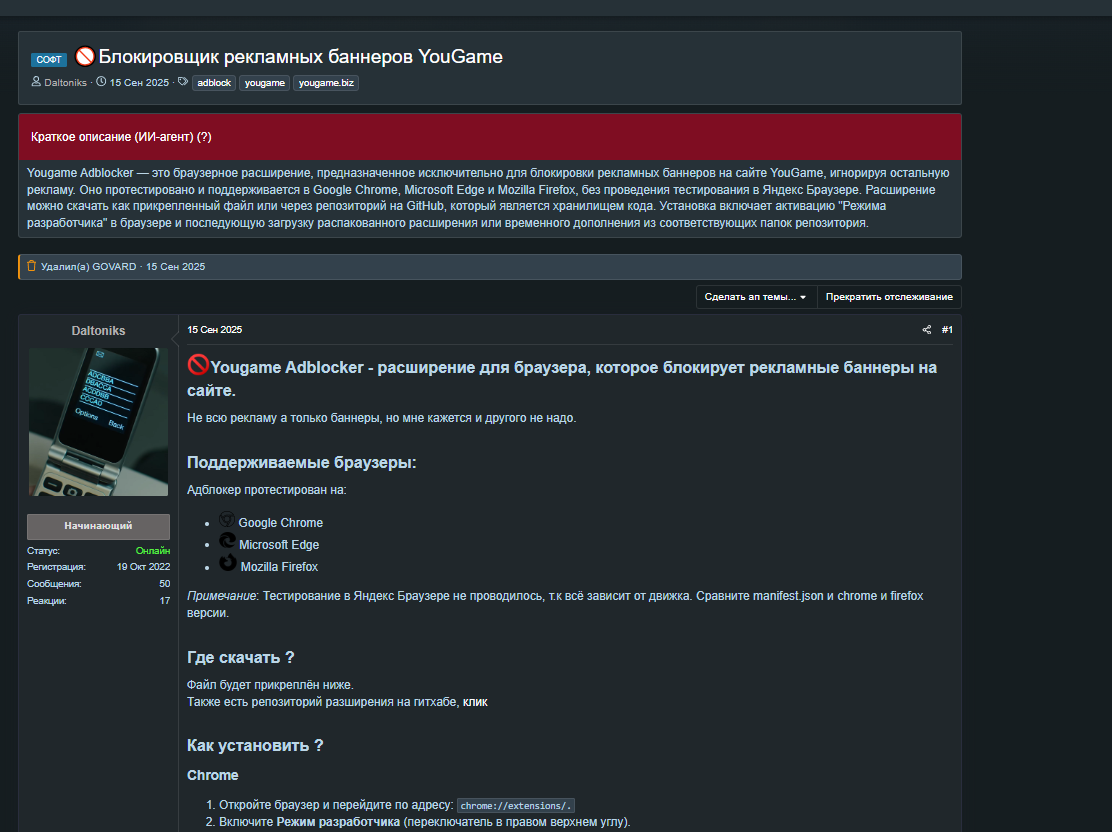 СОФТ Блокировщик рекламных баннеров YouGame
Daltoniks · 15 Сен 2025 · adblock yougame yougame.biz
Краткое описание (ИИ-агент) (?)
Yougame Adblocker — это браузерное расширение, предназначенное исключительно для блокировки рекламных баннеров на сайте YouGame, игнорируя остальную
рекламу. Оно протестировано и поддерживается в Google Chrome, Microsoft Edge и Mozilla Firefox, без проведения тестирования в Яндекс Браузере. Расширение
можно скачать как прикрепленный файл или через репозиторий на GitHub, который является хранилищем кода. Установка включает активацию "Режима
разработчика" в браузере и последующую загрузку распакованного расширения или временного дополнения из соответствующих папок репозитория.
Удалил(а) GOVARD · 15 Сен 2025
Сделать ап темы... Прекратить отслеживание
Daltoniks
15 Сен 2025 #1
ADCBBA
DBACCA
ACDDBB
CCCAD
Options Back
Начинающий
Статус: Онлайн
Регистрация: 19 Окт 2022
Сообщения: 50
Реакции: 17
Yougame Adblocker - расширение для браузера, которое блокирует рекламные баннеры на
сайте.
Не всю рекламу а только баннеры, но мне кажется и другого не надо.
Поддерживаемые браузеры:
Адблокер протестирован на:
Google Chrome
Microsoft Edge
Mozilla Firefox
Примечание: Тестирование в Яндекс Браузере не проводилось, т.к всё зависит от движка. Сравните manifest.json и chrome и firefox
версии.
Где скачать ?
Файл будет прикреплён ниже.
Также есть репозиторий разширения на гитхабе, клик
Как установить ?
Chrome
1. Откройте браузер и перейдите по адресу: chrome://extensions/.
2. Включите Режим разработчика (переключатель в правом верхнем углу).